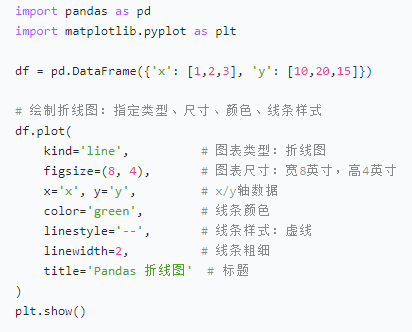 import pandas as pd
import matplotlib.pyplot as plt

df = pd.DataFrame({'x': [1,2,3], 'y': [10,20,15]})

# 绘制折线图：指定类型、尺寸、颜色、线条样式
df.plot(
    kind='line',          # 图表类型：折线图
    figsize=(8, 4),       # 图表尺寸：宽8英寸，高4英寸
    x='x', y='y',         # x/y轴数据
    color='green',        # 线条颜色
    linestyle='--',       # 线条样式：虚线
    linewidth=2,          # 线条粗细
    title='Pandas 折线图'  # 标题
)
plt.show()